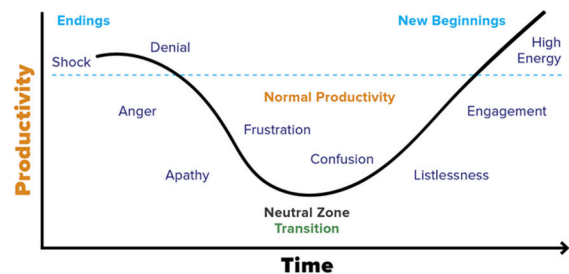 Endings
New Beginnings
Shock
Denial
High
Energy
Normal Productivity
Anger
Engagement
Frustration
Confusion
Apathy
Listlessness
Neutral Zone
Transition
Productivity
Time